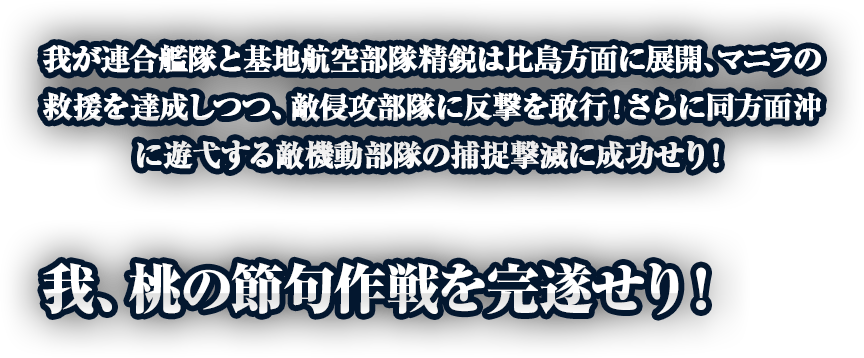 我が連合艦隊と基地航空部隊精鋭は比島方面に展開、マニラの
救援を達成しつつ、敵侵攻部隊に反撃を敢行！さらに同方面沖
に遊弋する敵機動部隊の捕捉撃滅に成功せり！
我、桃の節句作戦を完遂せり！